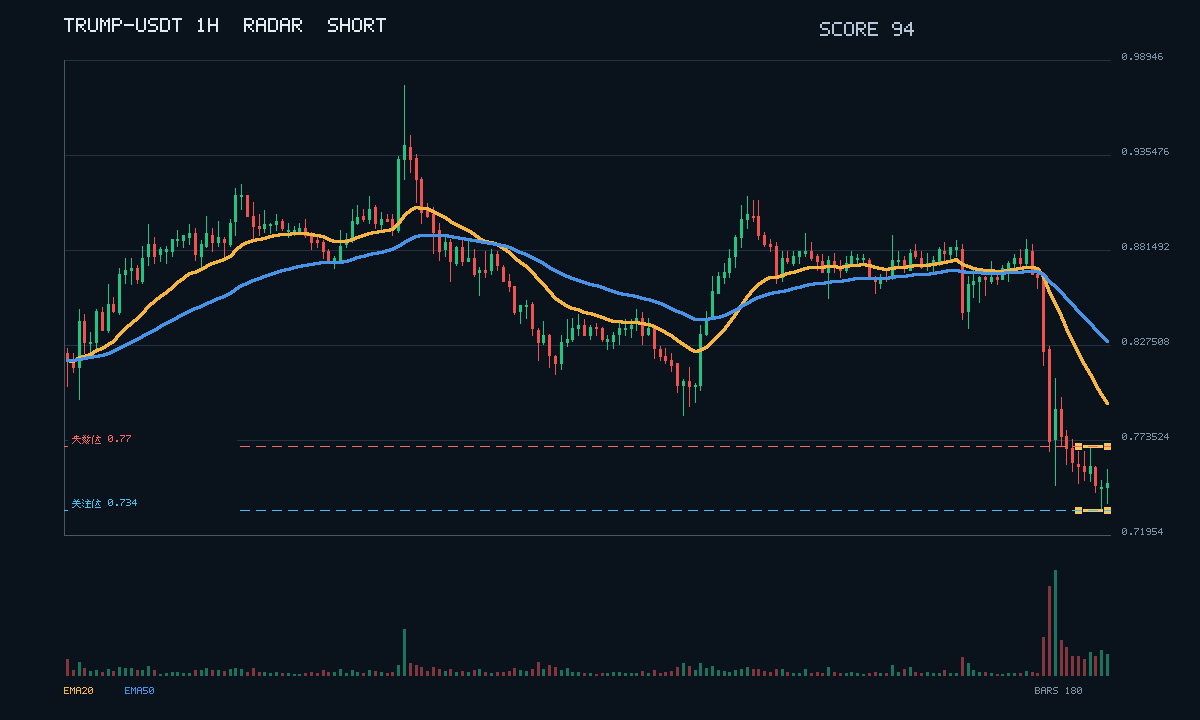 TRUMP-USDT 1H RADAR SHORT
SCORE 94
0.98946
0.935476
0.881492
0.827508
0.773524
失效位 0.77
关注位 0.734
0.71954
EMA20 EMA50
BARS 180